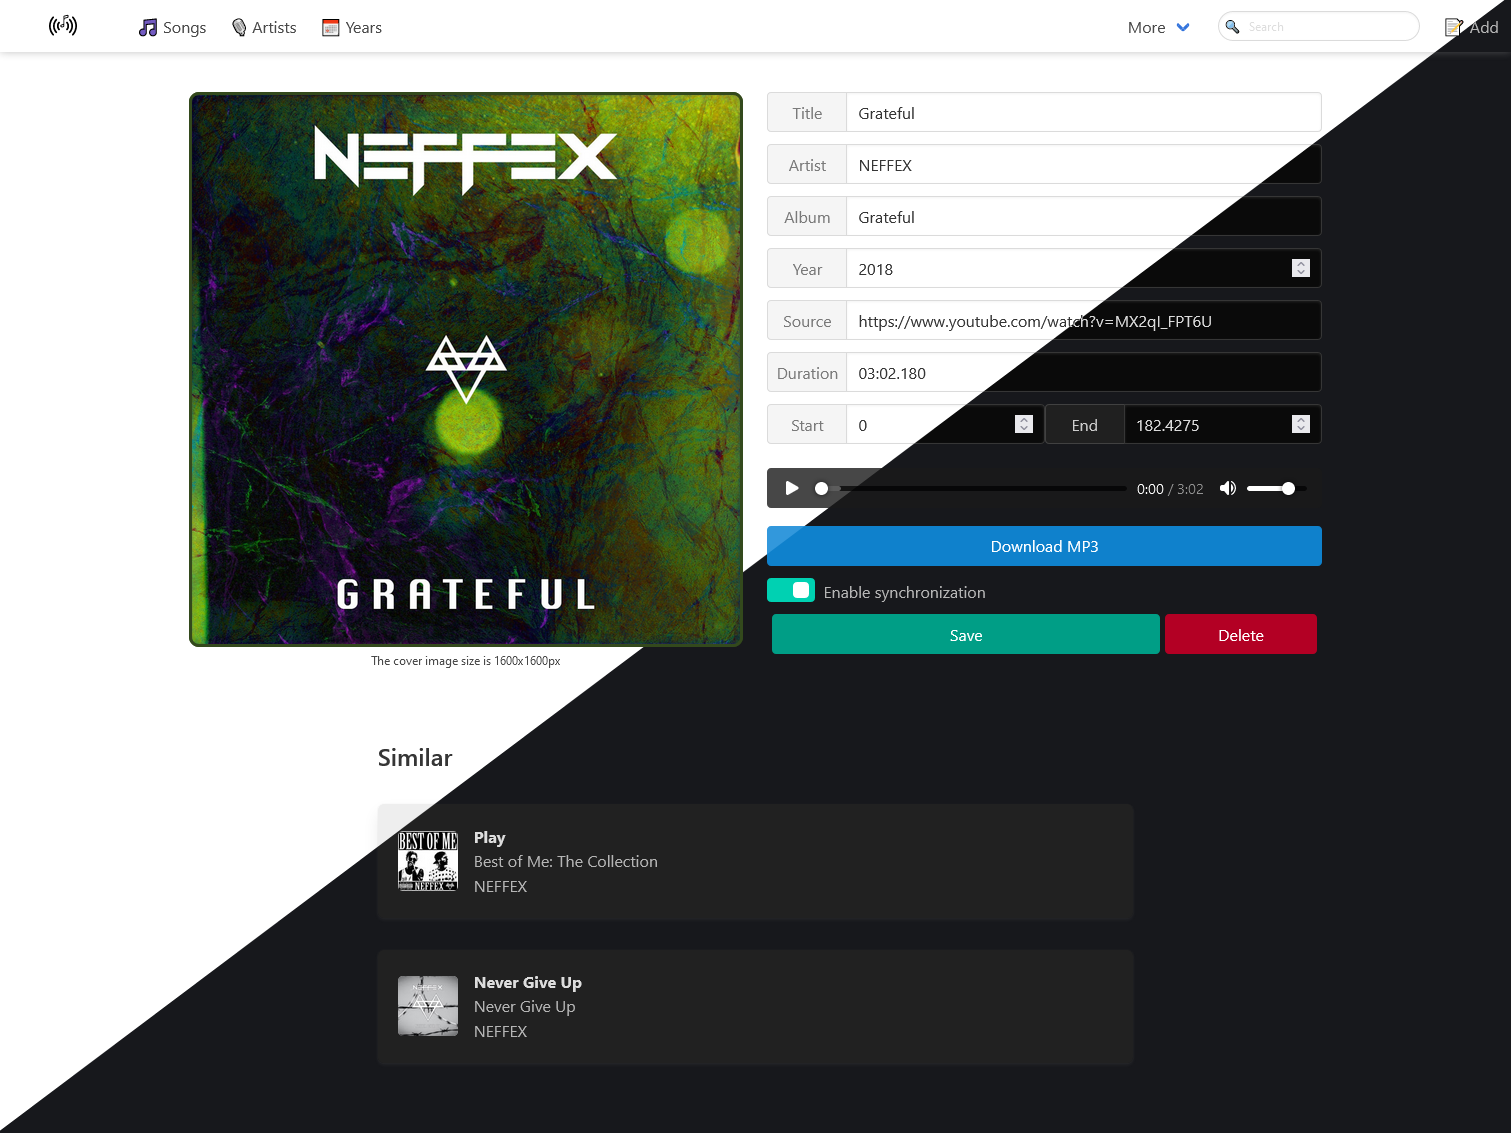 Songs Artists Years More Search Add
NEFFEX
GRATEFUL
The cover image size is 1600x1600px
Title Grateful
Artist NEFFEX
Album Grateful
Year 2018
Source https://www.youtube.com/watch?v=MX2ql_FPT6U
Duration 03:02.180
Start 0 End 182.4275
0:00 / 3:02
Download MP3
Enable synchronization
Save Delete
Similar
BEST OF ME
NEFFEX
Play
Best of Me: The Collection
NEFFEX
NEFFEX
Never Give Up
Never Give Up
NEFFEX